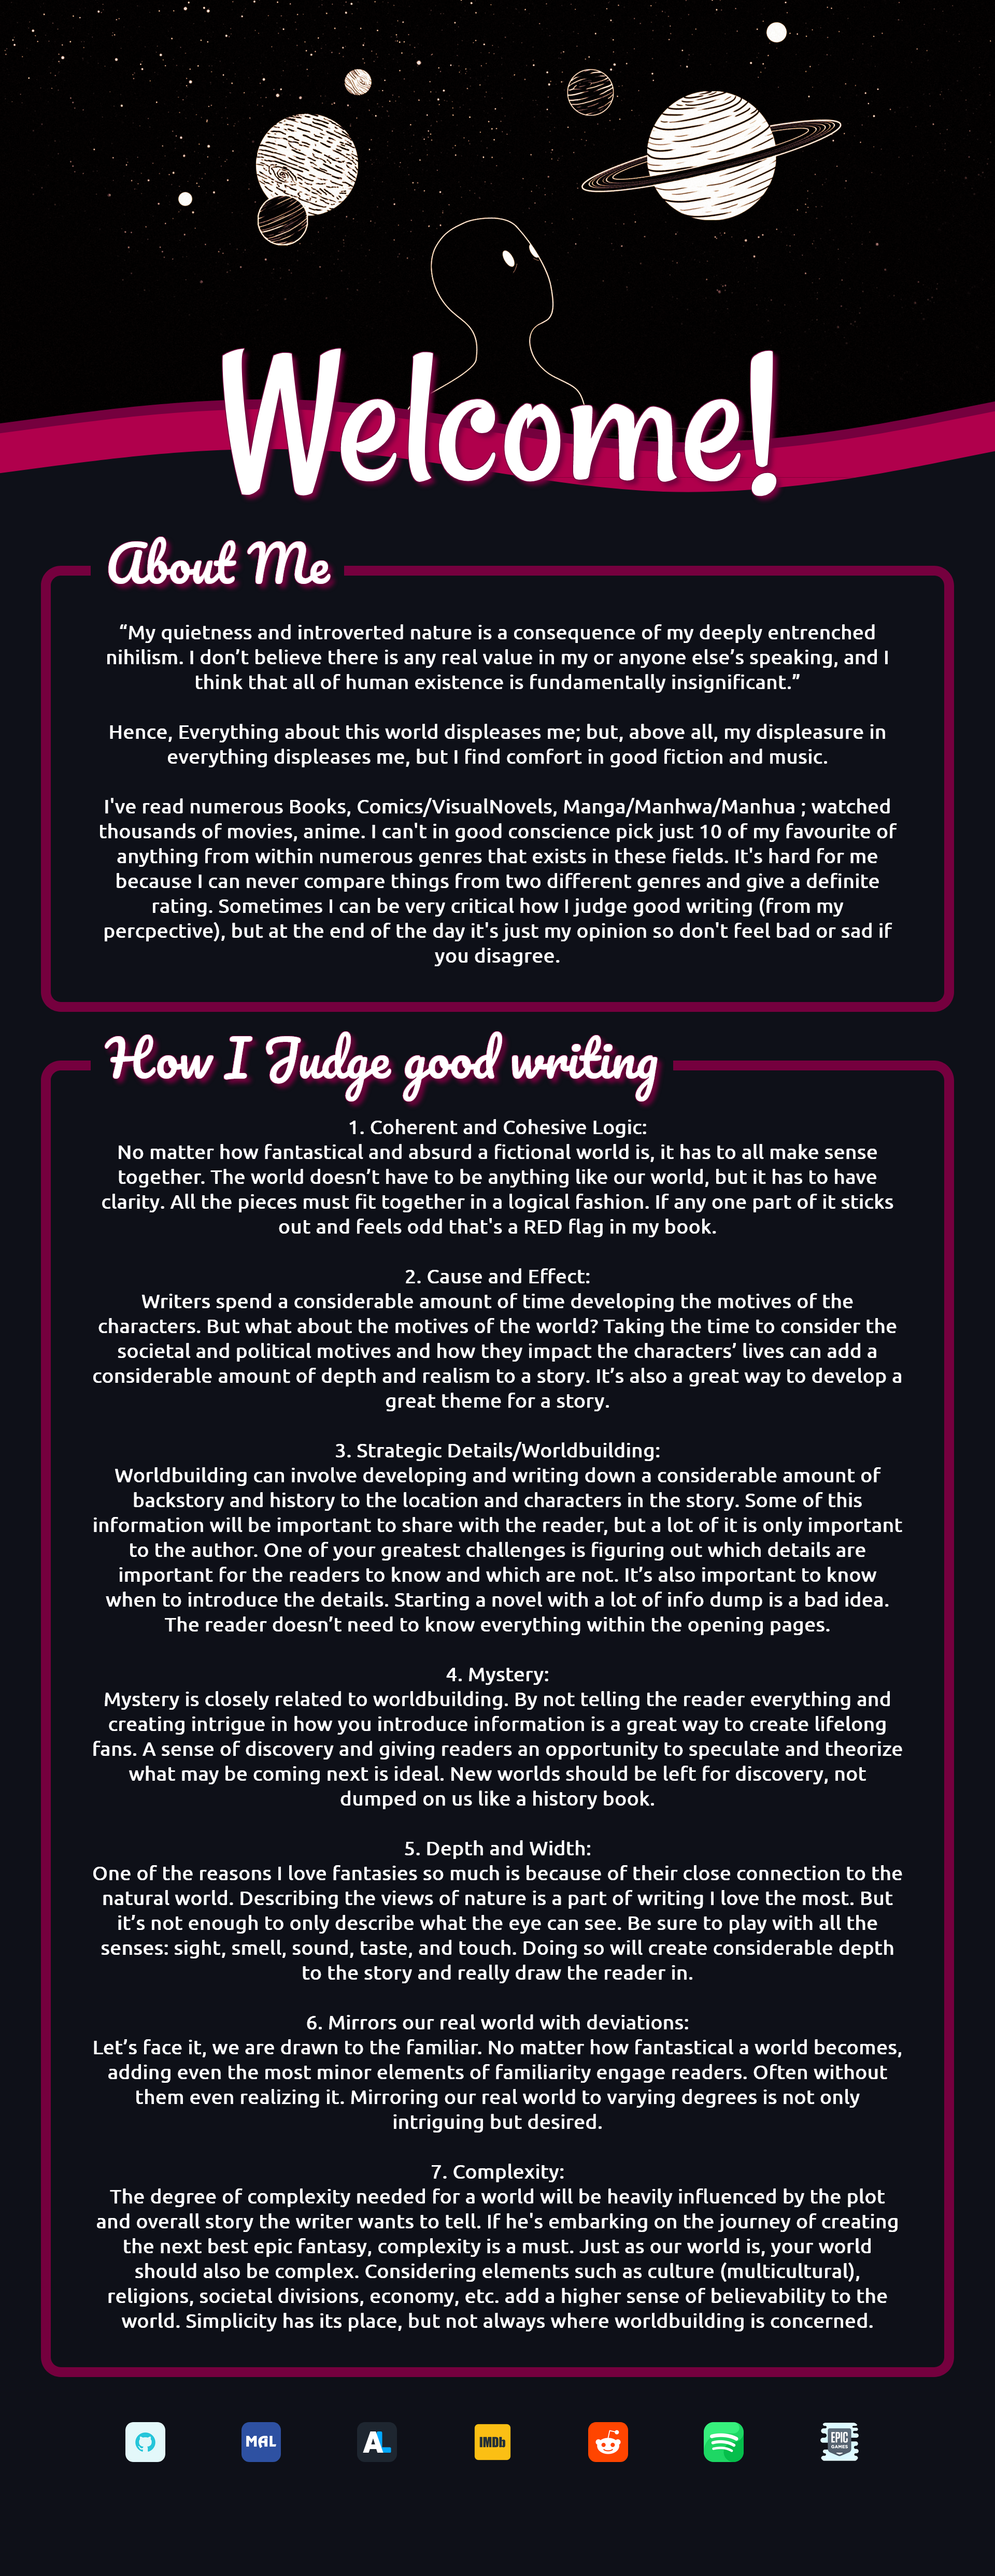 Welcome!
About Me
“My quietness and introverted nature is a consequence of my deeply entrenched
nihilism. I don’t believe there is any real value in my or anyone else’s speaking, and I
think that all of human existence is fundamentally insignificant.”
Hence, Everything about this world displeases me; but, above all, my displeasure in
everything displeases me, but I find comfort in good fiction and music.
I've read numerous Books, Comics/VisualNovels, Manga/Manhwa/Manhua ; watched
thousands of movies, anime. I can't in good conscience pick just 10 of my favourite of
anything from within numerous genres that exists in these fields. It's hard for me
because I can never compare things from two different genres and give a definite
rating. Sometimes I can be very critical how I judge good writing (from my
percpective), but at the end of the day it's just my opinion so don't feel bad or sad if
you disagree.
How I Judge good writing
1. Coherent and Cohesive Logic:
No matter how fantastical and absurd a fictional world is, it has to all make sense
together. The world doesn’t have to be anything like our world, but it has to have
clarity. All the pieces must fit together in a logical fashion. If any one part of it sticks
out and feels odd that's a RED flag in my book.
2. Cause and Effect:
Writers spend a considerable amount of time developing the motives of the
characters. But what about the motives of the world? Taking the time to consider the
societal and political motives and how they impact the characters’ lives can add a
considerable amount of depth and realism to a story. It’s also a great way to develop a
great theme for a story.
3. Strategic Details/Worldbuilding:
Worldbuilding can involve developing and writing down a considerable amount of
backstory and history to the location and characters in the story. Some of this
information will be important to share with the reader, but a lot of it is only important
to the author. One of your greatest challenges is figuring out which details are
important for the readers to know and which are not. It’s also important to know
when to introduce the details. Starting a novel with a lot of info dump is a bad idea.
The reader doesn’t need to know everything within the opening pages.
4. Mystery:
Mystery is closely related to worldbuilding. By not telling the reader everything and
creating intrigue in how you introduce information is a great way to create lifelong
fans. A sense of discovery and giving readers an opportunity to speculate and theorize
what may be coming next is ideal. New worlds should be left for discovery, not
dumped on us like a history book.
5. Depth and Width:
One of the reasons I love fantasies so much is because of their close connection to the
natural world. Describing the views of nature is a part of writing I love the most. But
it’s not enough to only describe what the eye can see. Be sure to play with all the
senses: sight, smell, sound, taste, and touch. Doing so will create considerable depth
to the story and really draw the reader in.
6. Mirrors our real world with deviations:
Let’s face it, we are drawn to the familiar. No matter how fantastical a world becomes,
adding even the most minor elements of familiarity engage readers. Often without
them even realizing it. Mirroring our real world to varying degrees is not only
intriguing but desired.
7. Complexity:
The degree of complexity needed for a world will be heavily influenced by the plot
and overall story the writer wants to tell. If he's embarking on the journey of creating
the next best epic fantasy, complexity is a must. Just as our world is, your world
should also be complex. Considering elements such as culture (multicultural),
religions, societal divisions, economy, etc. add a higher sense of believability to the
world. Simplicity has its place, but not always where worldbuilding is concerned.
MAL
AL
IMDb
EPIC
GAMES